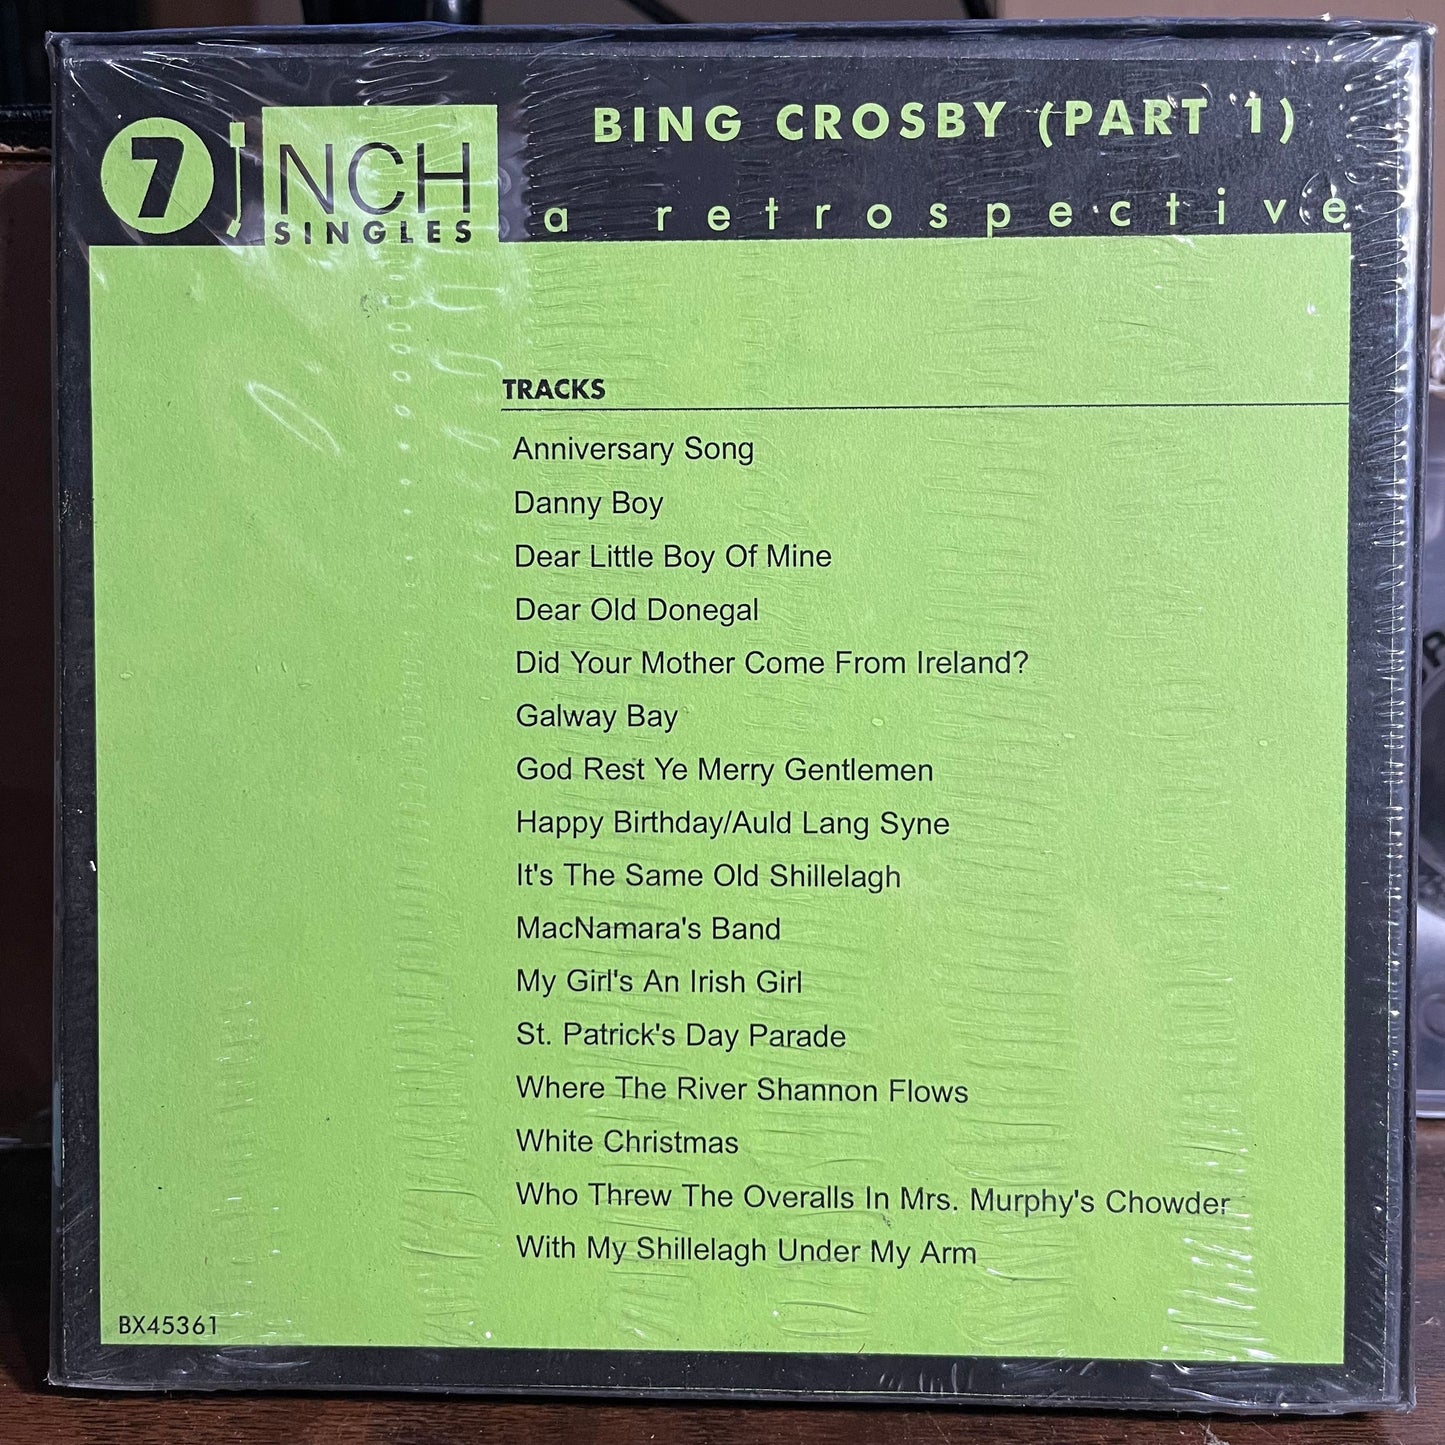 BING CROSBY (PART 1)
7 INCH
SINGLES
a retrospective
TRACKS
Anniversary Song
Danny Boy
Dear Little Boy Of Mine
Dear Old Donegal
Did Your Mother Come From Ireland?
Galway Bay
God Rest Ye Merry Gentlemen
Happy Birthday/Auld Lang Syne
It's The Same Old Shillelagh
MacNamara's Band
My Girl's An Irish Girl
St. Patrick's Day Parade
Where The River Shannon Flows
White Christmas
Who Threw The Overalls In Mrs. Murphy's Chowder
With My Shillelagh Under My Arm
BX45361